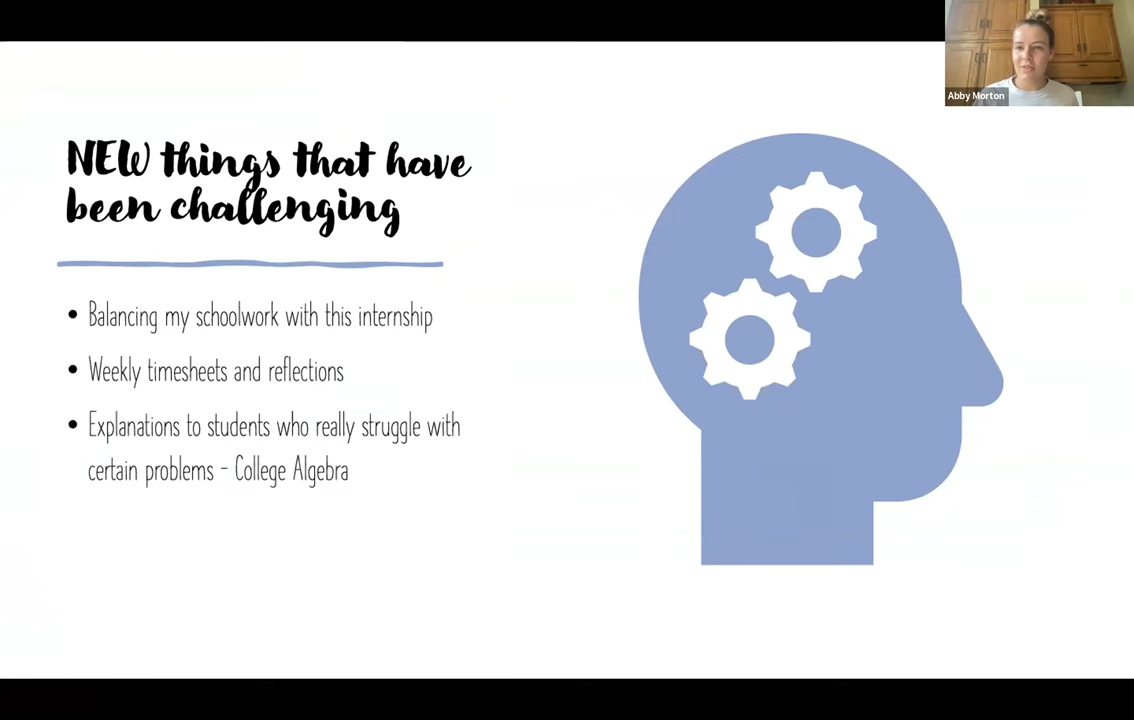 Abby Morton
NEW things that have
been challenging
• Balancing my schoolwork with this internship
• Weekly timesheets and reflections
• Explanations to students who really struggle with
certain problems - College Algebra